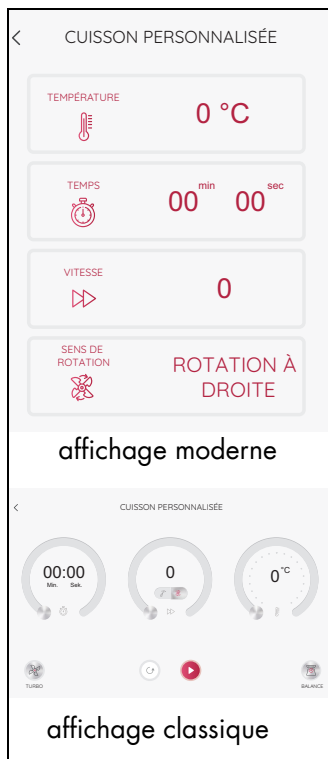 CUISSON PERSONNALISÉE
TEMPÉRATURE
0 °C
TEMPS
00 min 00 sec
VITESSE
0
SENS DE
ROTATION
ROTATION À
DROITE
affichage moderne
CUISSON PERSONNALISÉE
00:00
Min. Sek.
0
0 °C
TURBO
BALANCE
affichage classique